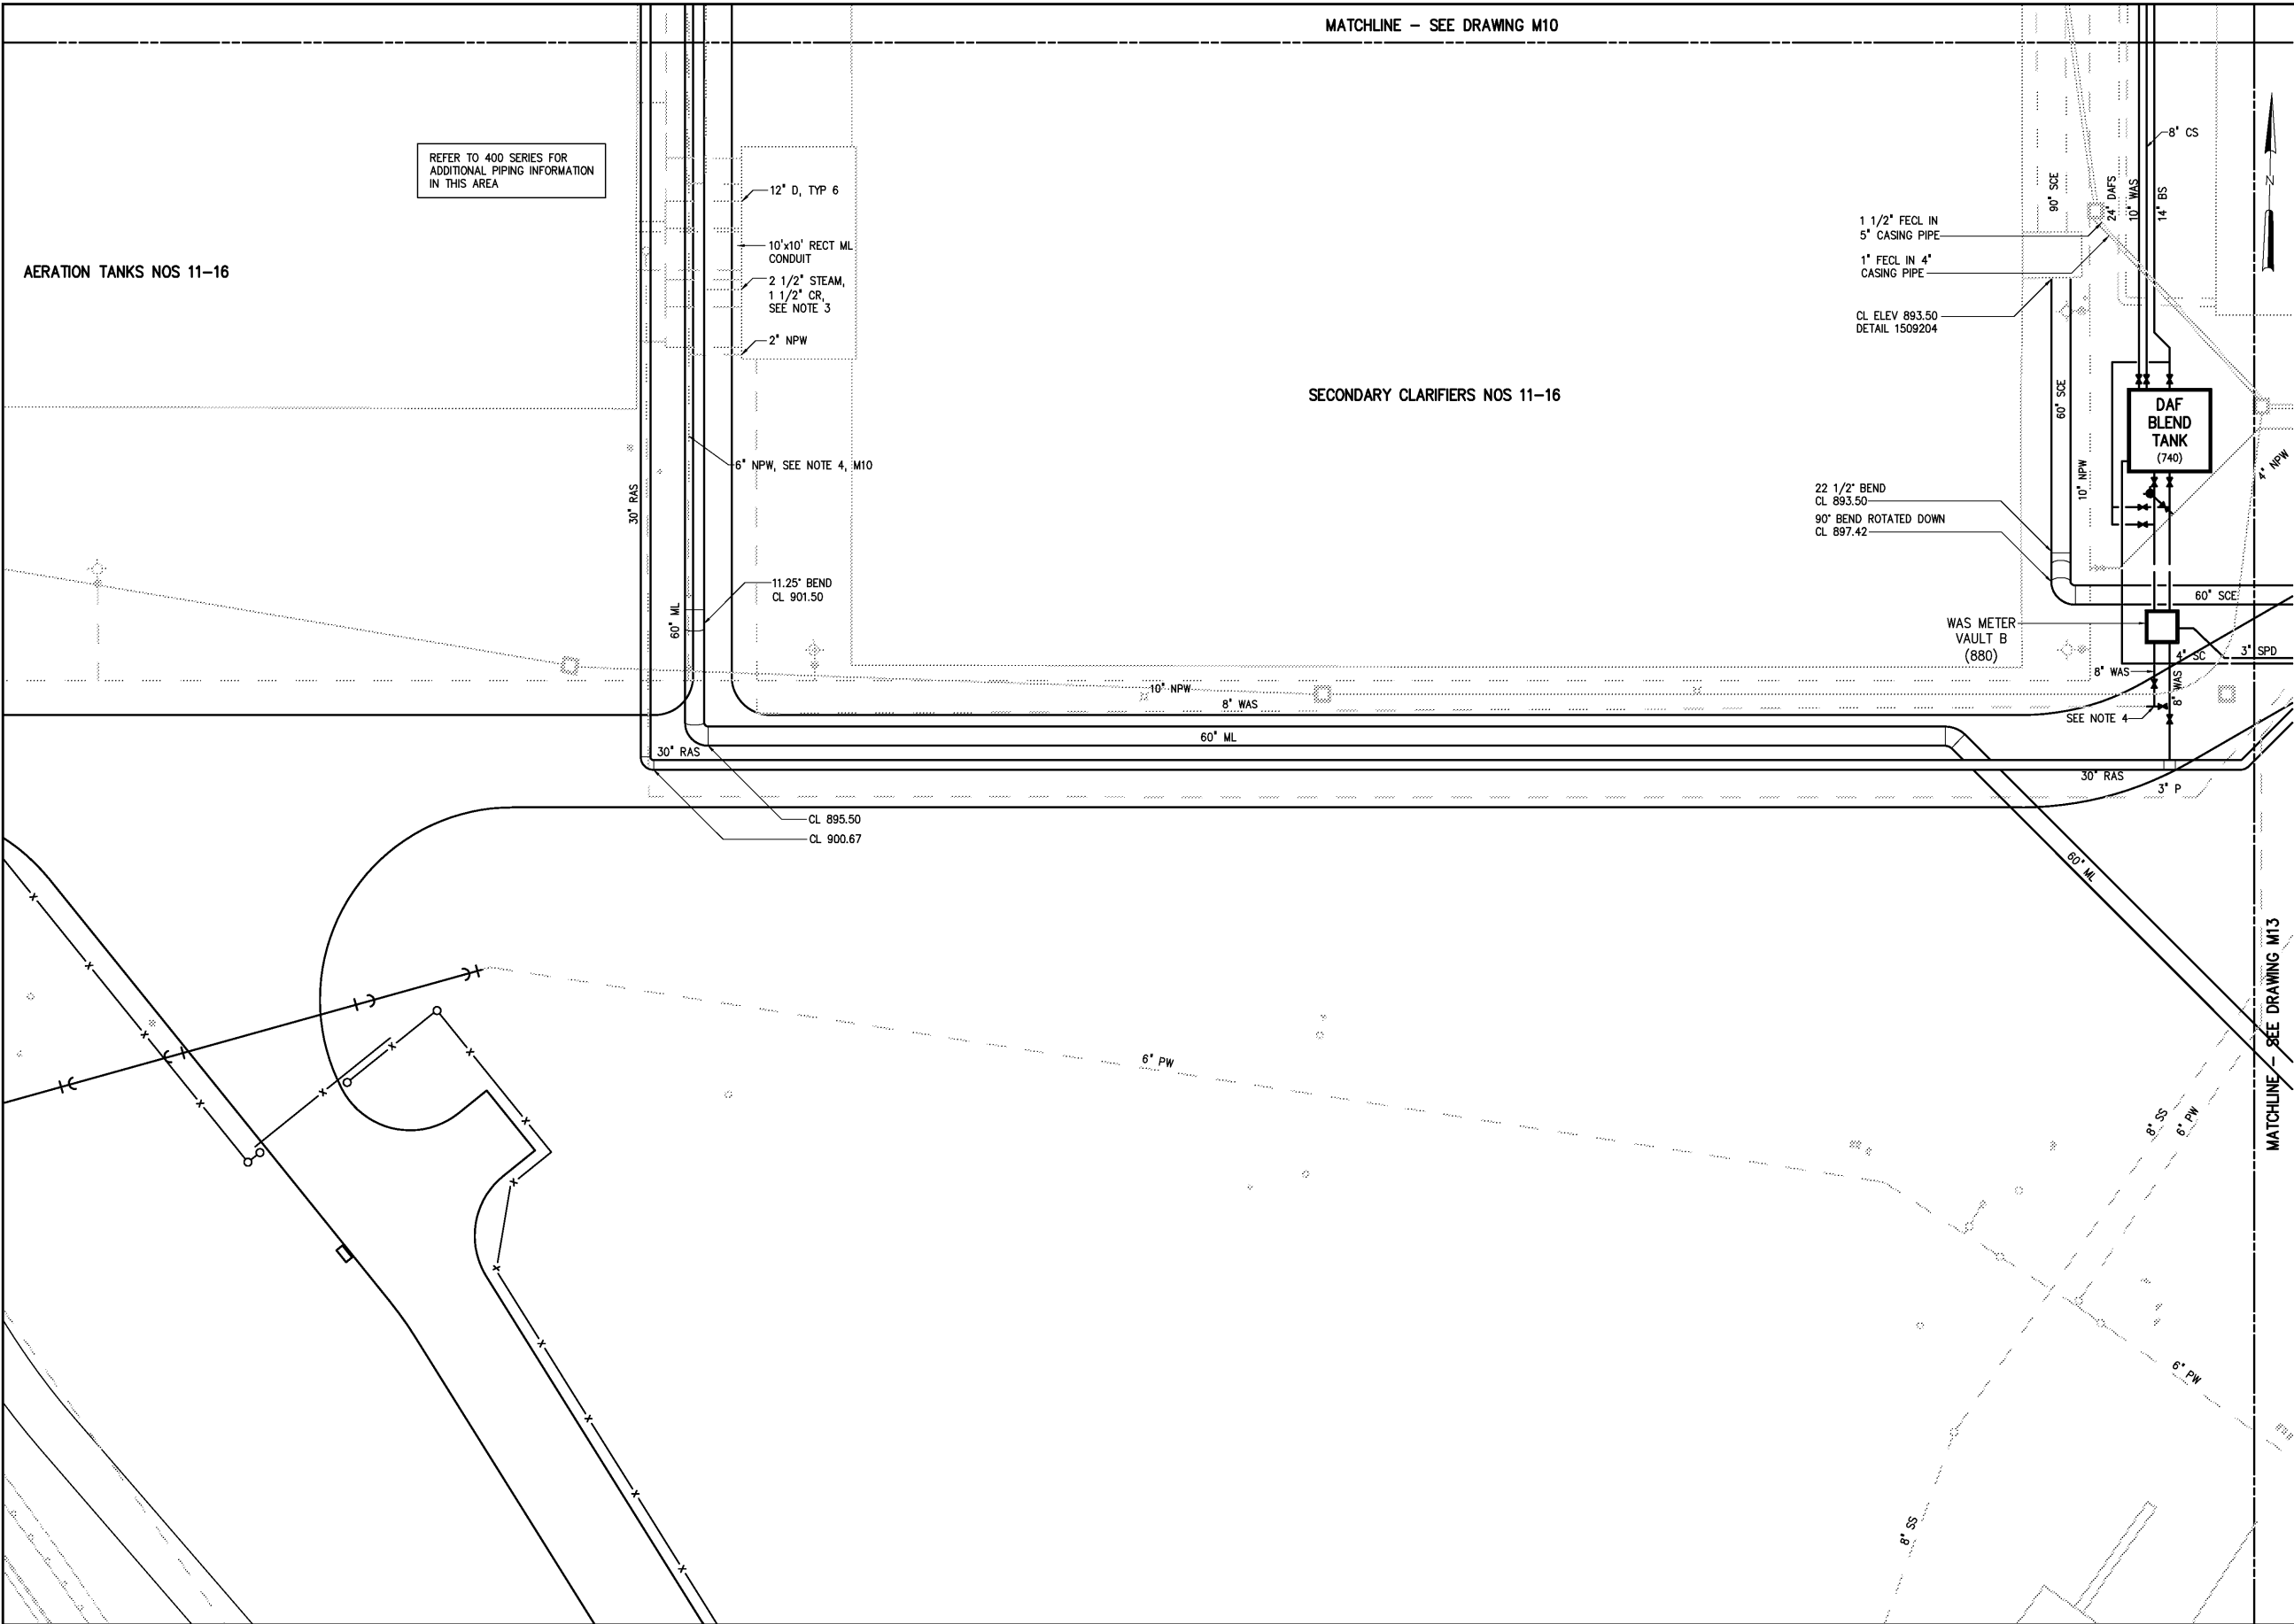 MATCHLINE – SEE DRAWING M10
REFER TO 400 SERIES FOR
ADDITIONAL PIPING INFORMATION
IN THIS AREA
AERATION TANKS NOS 11–16
12" D, TYP 6
10'x10' RECT ML
CONDUIT
2 1/2" STEAM,
1 1/2" CR,
SEE NOTE 3
2" NPW
6" NPW, SEE NOTE 4, M10
30" RAS
60" ML
11.25° BEND
CL 901.50
SECONDARY CLARIFIERS NOS 11–16
8" CS
90" SCE
24" DAFS
10" WAS
14" BS
N
1 1/2" FECL IN
5" CASING PIPE
1" FECL IN 4"
CASING PIPE
CL ELEV 893.50
DETAIL 1509204
60" SCE
DAF
BLEND
TANK
(740)
4" NPW
10" NPW
22 1/2° BEND
CL 893.50
90° BEND ROTATED DOWN
CL 897.42
60" SCE
WAS METER
VAULT B
(880)
4" SC
3" SPD
8" WAS
8" WAS
SEE NOTE 4
10" NPW
8" WAS
60" ML
30" RAS
30" RAS
3" P
CL 895.50
CL 900.67
60" ML
MATCHLINE – SEE DRAWING M13
6" PW
8" SS
6" PW
6" PW
8" SS